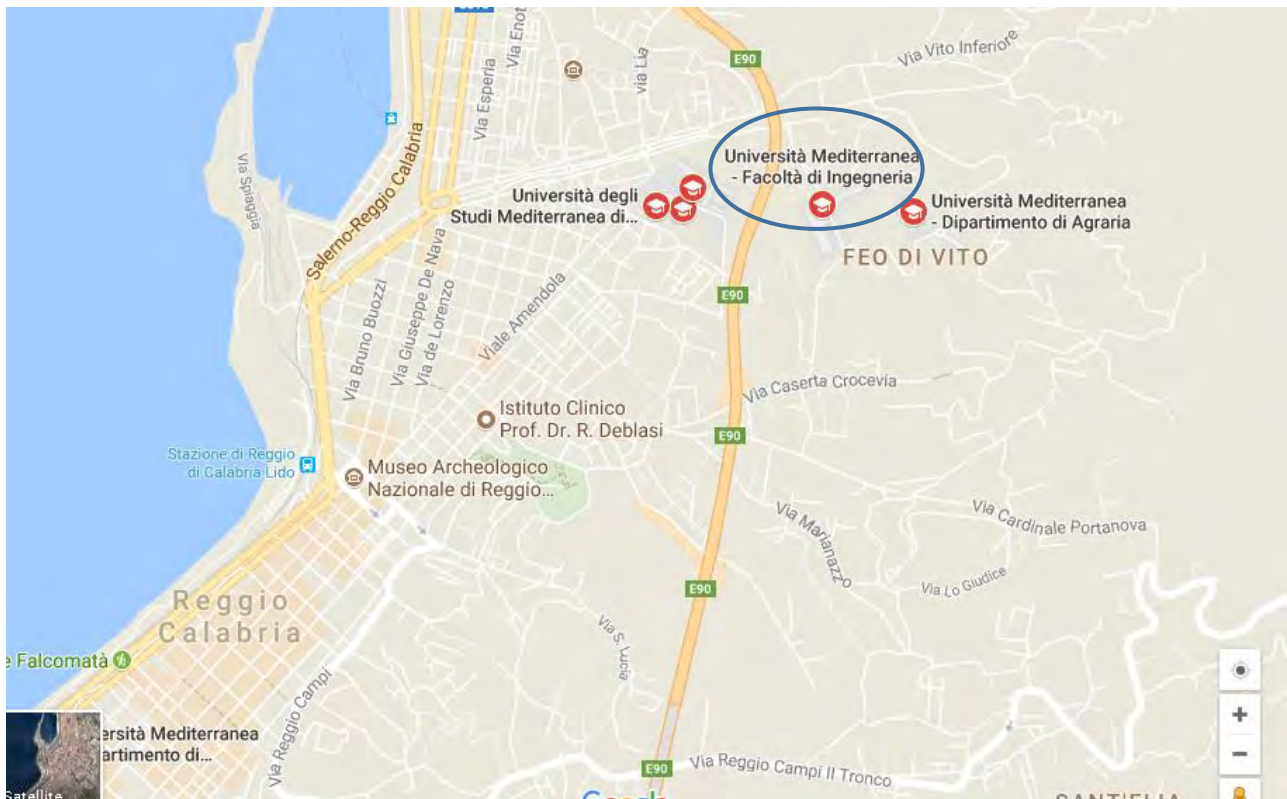 Via Enot
via Lia
E90
Via Vito Inferiore
Via Esperia
Salerno-Reggio Calabria
Via Spiaggia
Università Mediterranea
- Facoltà di Ingegneria
Università degli
Studi Mediterranea di...
Università Mediterranea
- Dipartimento di Agraria
FEO DI VITO
E90
Via Bruno Buozzi
Via Giuseppe De Nava
Via de Lorenzo
Viale Amendola
Via Caserta Crocevia
Istituto Clinico
Prof. Dr. R. Deblasi
E90
Stazione di Reggio
di Calabria Lido
Museo Archeologico
Nazionale di Reggio...
Via Marianazzo
Via Cardinale Portanova
Via Lo Giudice
E90
Reggio
Calabria
Via S. Lucia
e Falcomatà
Via Reggio Campi
ersità Mediterranea
artimento di...
Via Reggio Campi II Tronco
E90
Satellite
Google
SANT'ELIA